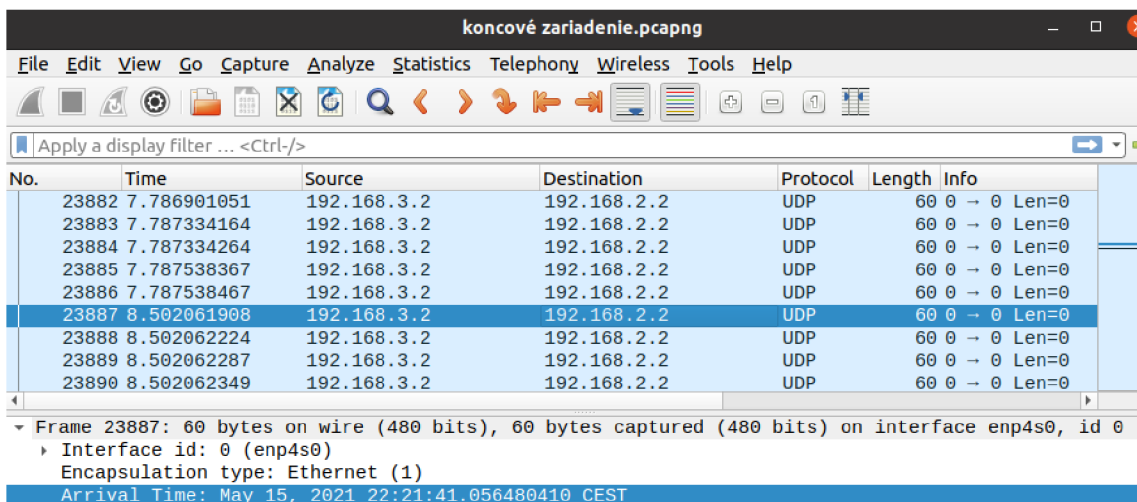 koncové zariadenie.pcapng
File Edit View Go Capture Analyze Statistics Telephony Wireless Tools Help
Apply a display filter … <Ctrl-/>
No. Time Source Destination Protocol Length Info
23882 7.786901051 192.168.3.2 192.168.2.2 UDP 60 0 → 0 Len=0
23883 7.787334164 192.168.3.2 192.168.2.2 UDP 60 0 → 0 Len=0
23884 7.787334264 192.168.3.2 192.168.2.2 UDP 60 0 → 0 Len=0
23885 7.787538367 192.168.3.2 192.168.2.2 UDP 60 0 → 0 Len=0
23886 7.787538467 192.168.3.2 192.168.2.2 UDP 60 0 → 0 Len=0
23887 8.502061908 192.168.3.2 192.168.2.2 UDP 60 0 → 0 Len=0
23888 8.502062224 192.168.3.2 192.168.2.2 UDP 60 0 → 0 Len=0
23889 8.502062287 192.168.3.2 192.168.2.2 UDP 60 0 → 0 Len=0
23890 8.502062349 192.168.3.2 192.168.2.2 UDP 60 0 → 0 Len=0
Frame 23887: 60 bytes on wire (480 bits), 60 bytes captured (480 bits) on interface enp4s0, id 0
Interface id: 0 (enp4s0)
Encapsulation type: Ethernet (1)
Arrival Time: May 15, 2021 22:21:41.056480410 CEST